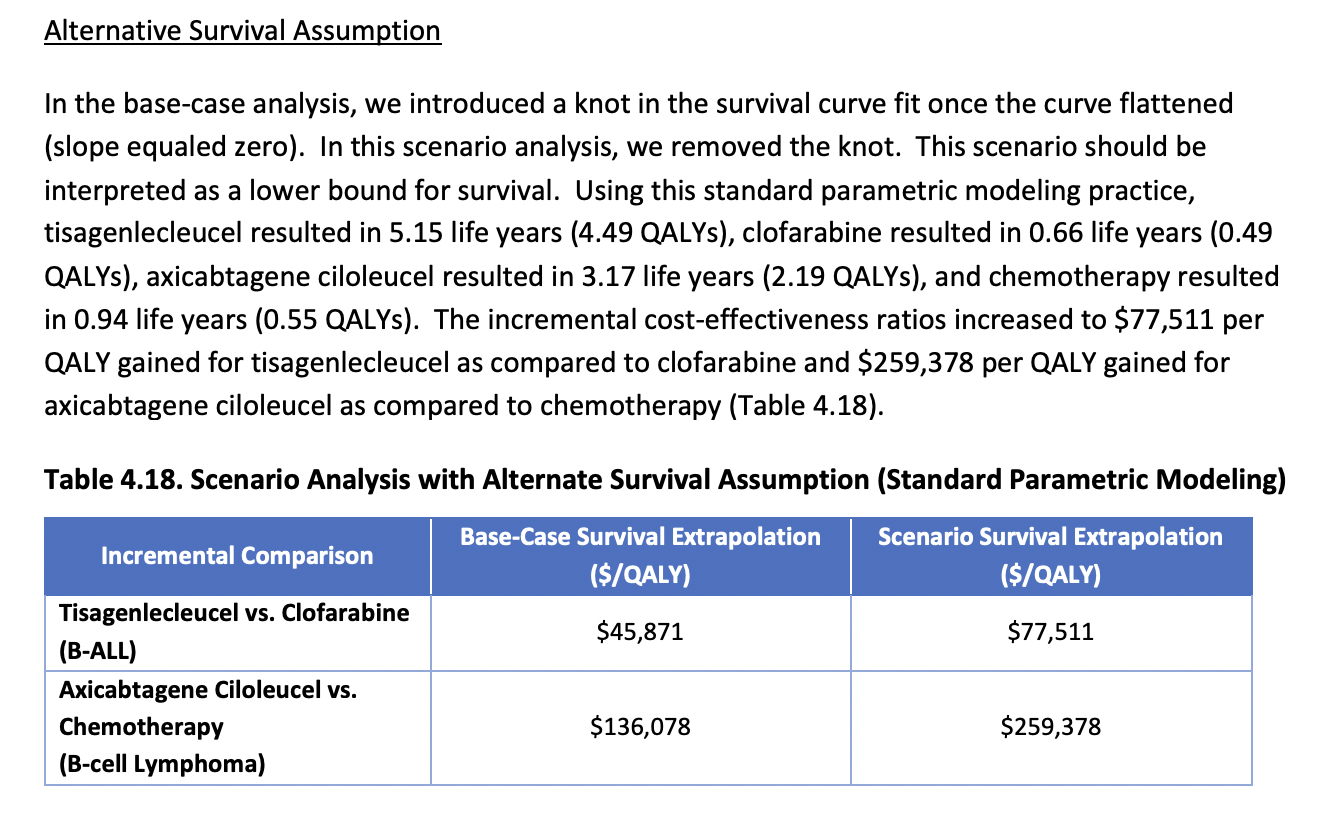 Alternative Survival Assumption
In the base-case analysis, we introduced a knot in the survival curve fit once the curve flattened
(slope equaled zero).  In this scenario analysis, we removed the knot.  This scenario should be
interpreted as a lower bound for survival.  Using this standard parametric modeling practice,
tisagenlecleucel resulted in 5.15 life years (4.49 QALYs), clofarabine resulted in 0.66 life years (0.49
QALYs), axicabtagene ciloleucel resulted in 3.17 life years (2.19 QALYs), and chemotherapy resulted
in 0.94 life years (0.55 QALYs).  The incremental cost-effectiveness ratios increased to $77,511 per
QALY gained for tisagenlecleucel as compared to clofarabine and $259,378 per QALY gained for
axicabtagene ciloleucel as compared to chemotherapy (Table 4.18).
Table 4.18. Scenario Analysis with Alternate Survival Assumption (Standard Parametric Modeling)
Incremental Comparison
Base-Case Survival Extrapolation
($/QALY)
Scenario Survival Extrapolation
($/QALY)
Tisagenlecleucel vs. Clofarabine
(B-ALL)
$45,871
$77,511
Axicabtagene Ciloleucel vs.
Chemotherapy
(B-cell Lymphoma)
$136,078
$259,378